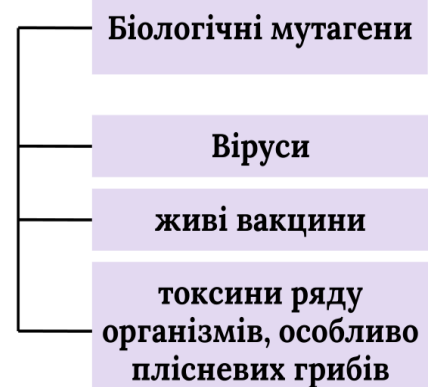 Біологічні мутагени
Віруси
живі вакцини
токсини ряду
організмів, особливо
плісневих грибів